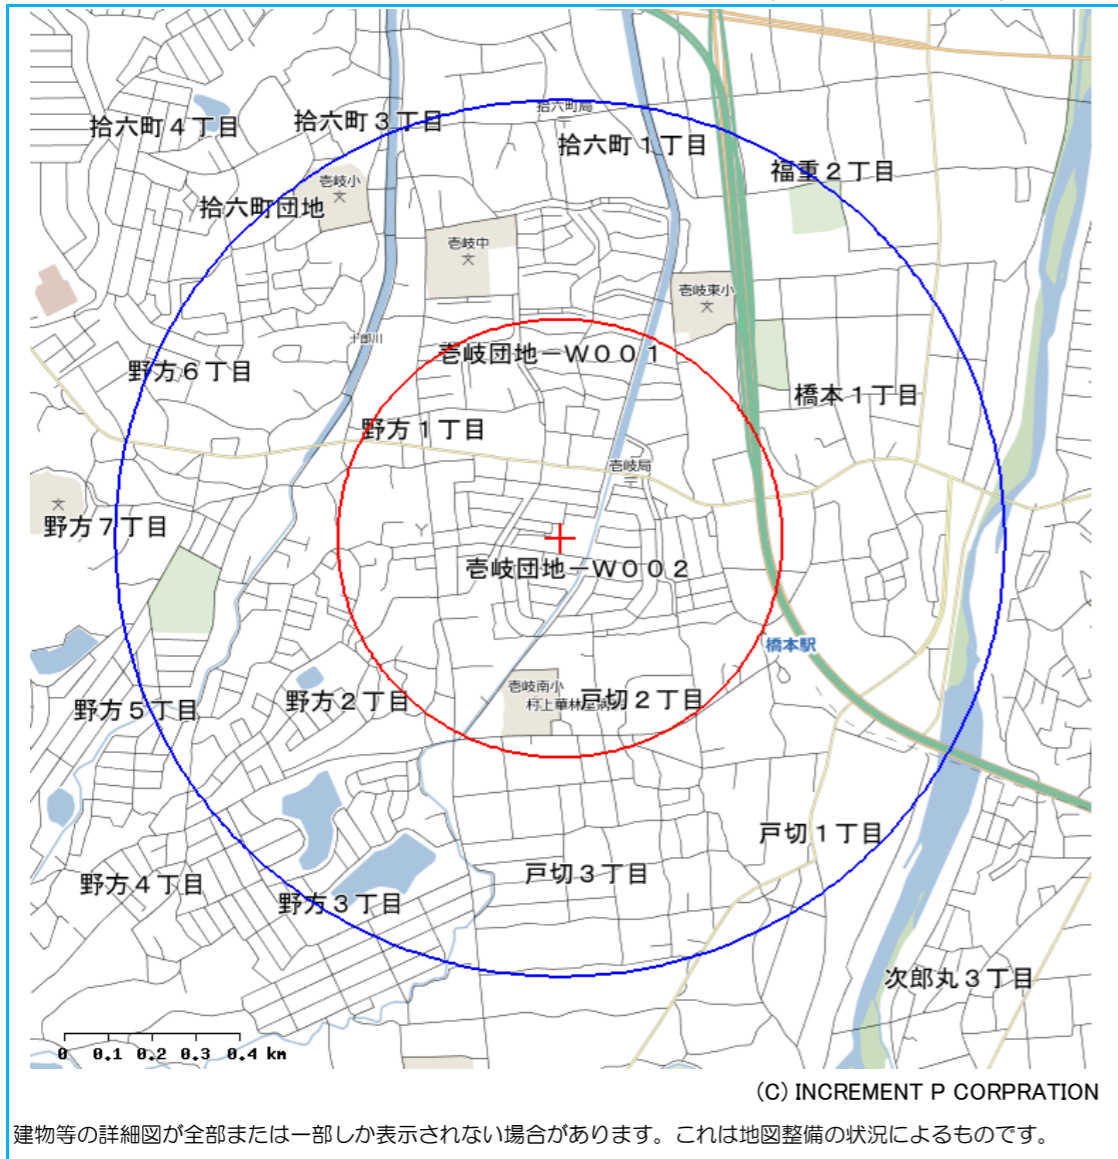 拾六町局
拾六町４丁目
拾六町３丁目
拾六町１丁目
福重２丁目
壱岐小
拾六町団地
壱岐中
壱岐東小
十郎川
壱岐団地－Ｗ００１
野方６丁目
橋本１丁目
野方１丁目
壱岐局
野方７丁目
壱岐団地－Ｗ００２
橋本駅
壱岐南小
戸切２丁目
村上華林堂病
野方２丁目
野方５丁目
戸切１丁目
戸切３丁目
野方４丁目
野方３丁目
次郎丸３丁目
0 0.1 0.2 0.3 0.4 km
(C) INCREMENT P CORPRATION
建物等の詳細図が全部または一部しか表示されない場合があります。これは地図整備の状況によるものです。